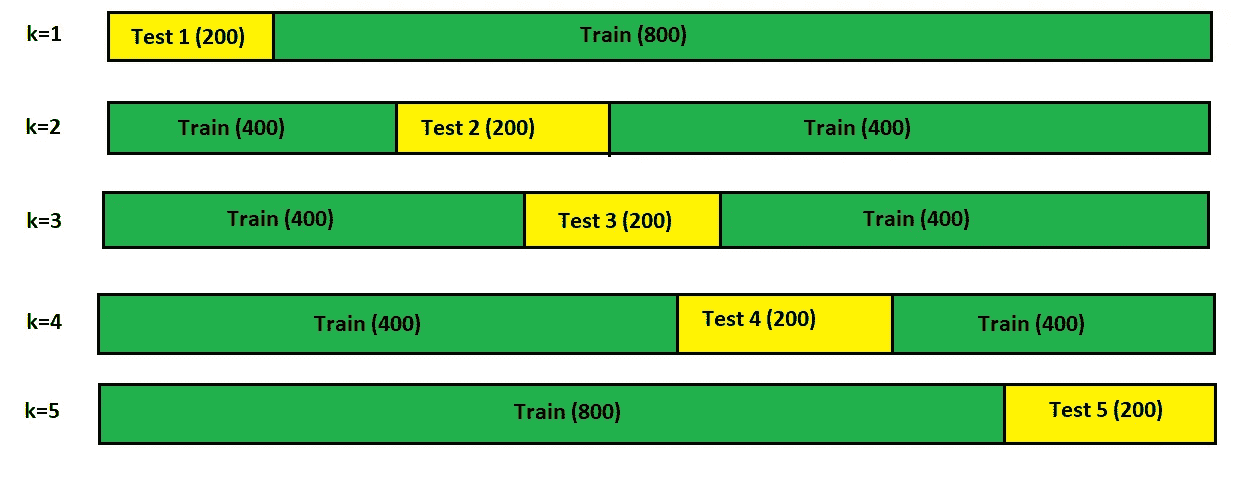 k=1 Test 1 (200) Train (800)
k=2 Train (400) Test 2 (200) Train (400)
k=3 Train (400) Test 3 (200) Train (400)
k=4 Train (400) Test 4 (200) Train (400)
k=5 Train (800) Test 5 (200)